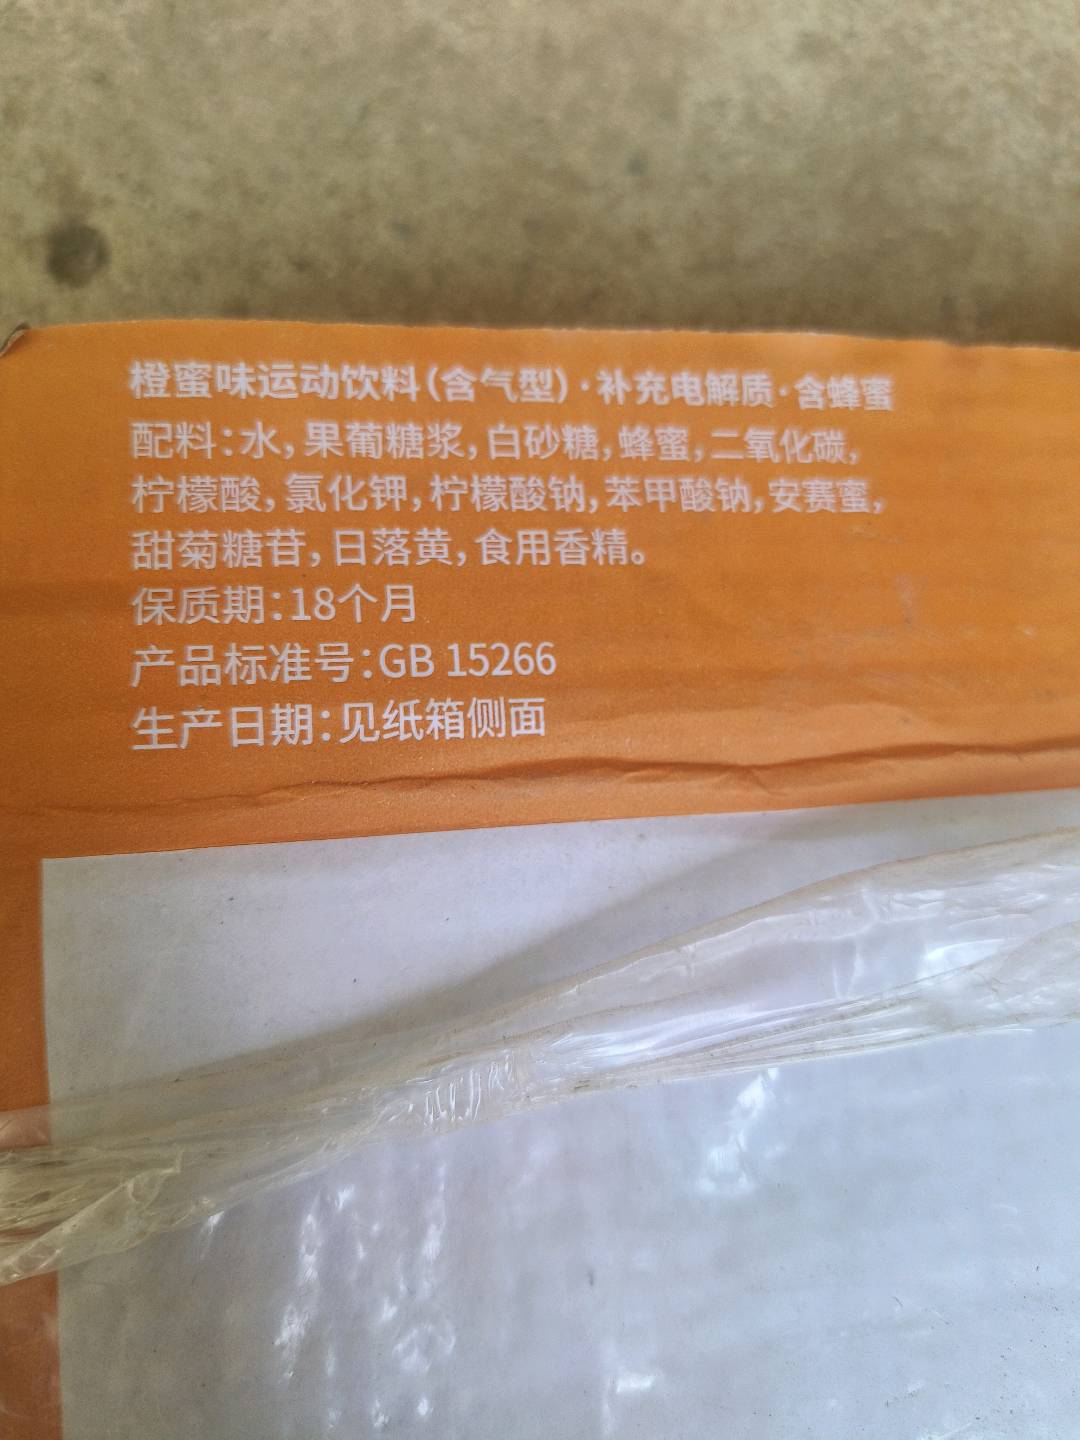 橙蜜味运动饮料(含气型)·补充电解质·含蜂蜜
配料:水,果葡糖浆,白砂糖,蜂蜜,二氧化碳,
柠檬酸,氯化钾,柠檬酸钠,苯甲酸钠,安赛蜜,
甜菊糖苷,日落黄,食用香精。
保质期:18个月
产品标准号:GB 15266
生产日期:见纸箱侧面